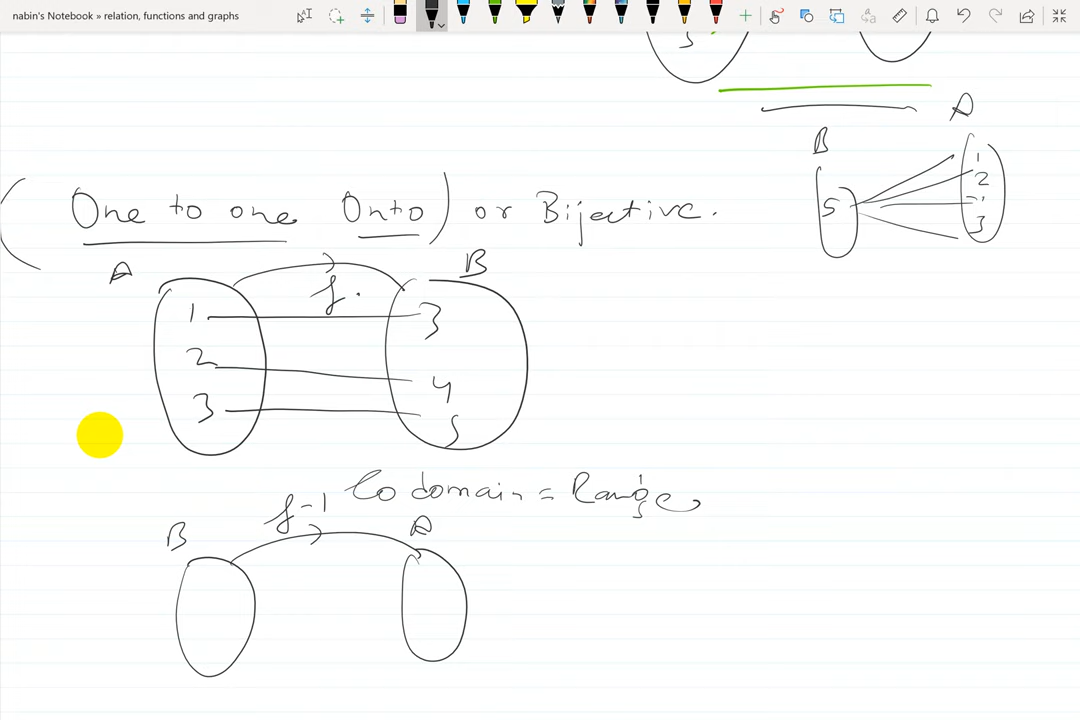 nabin's Notebook » relation, functions and graphs
A
B
5
1
2
3
(One to one Onto) or Bijective.
A
f.
B
1
3
2
4
3
5
Co domain = Range
f-1
B
A